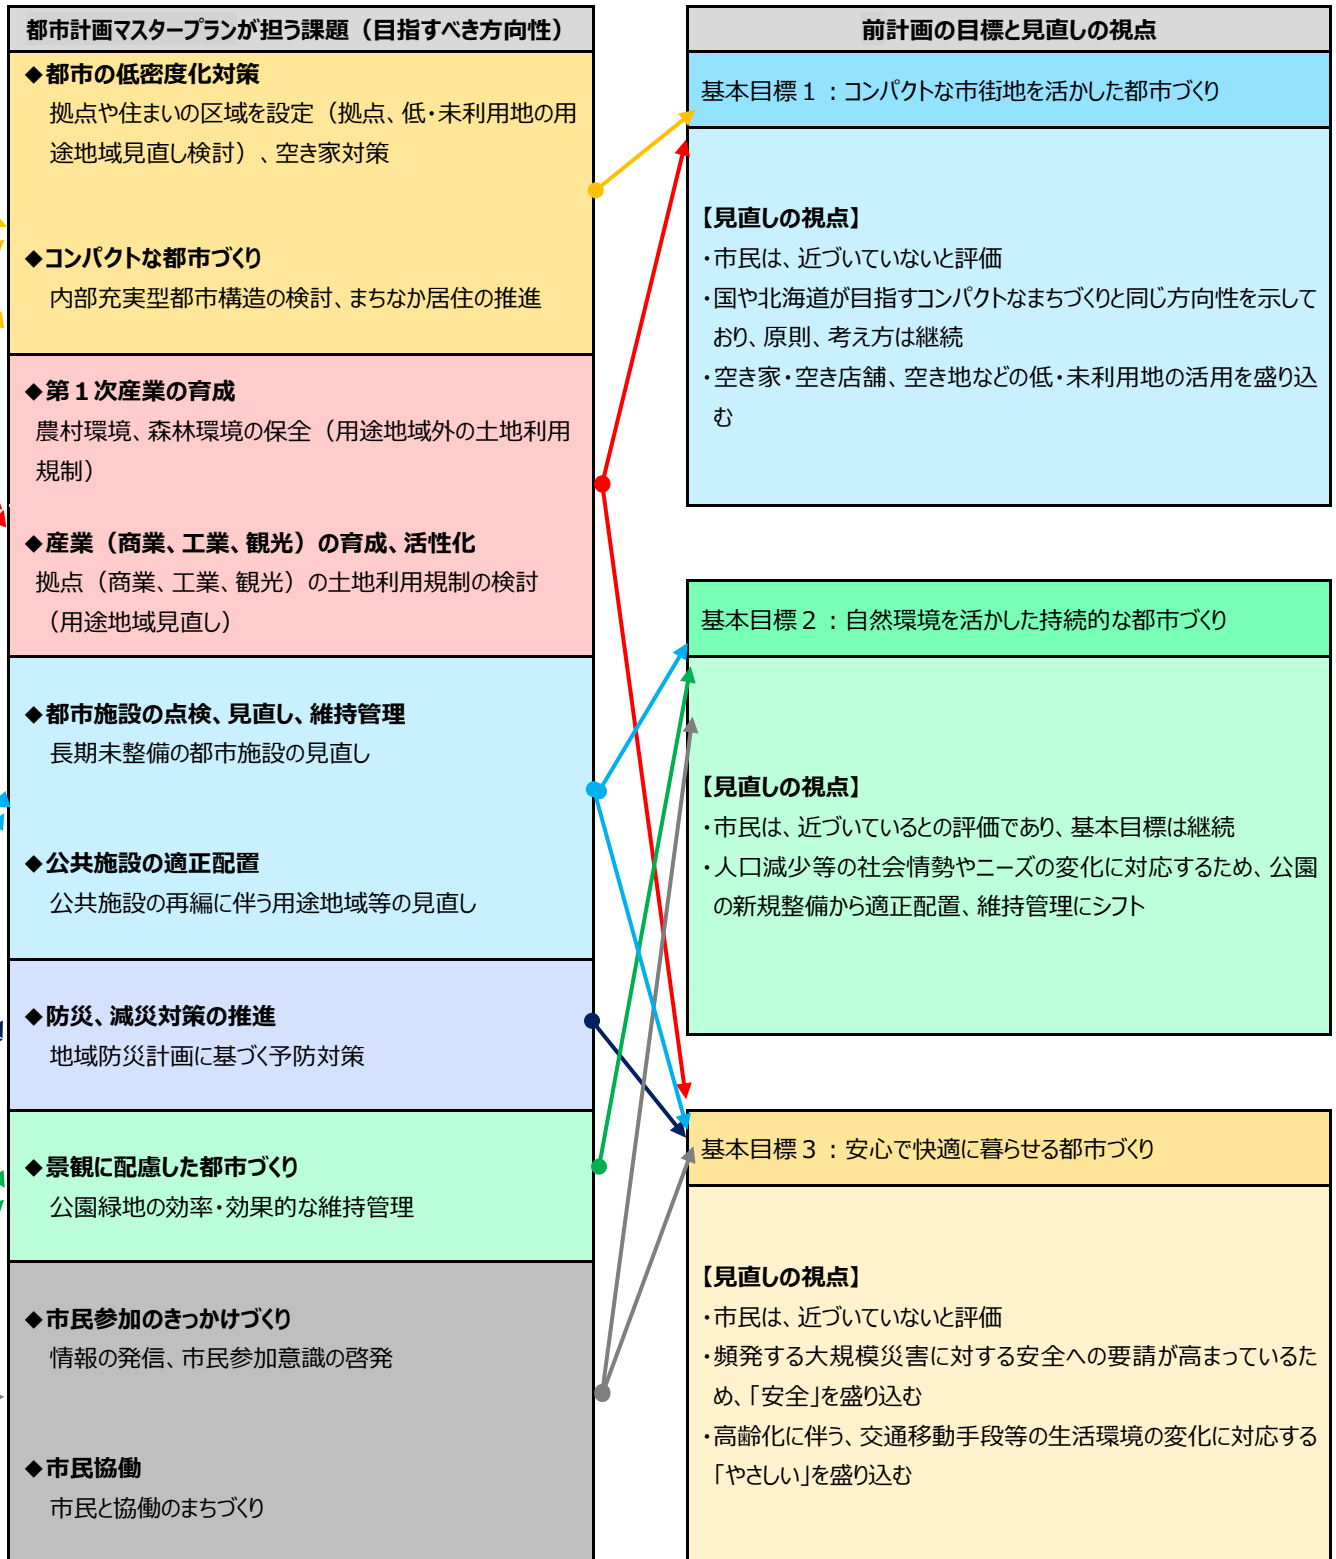 都市計画マスタープランが担う課題（目指すべき方向性）
◆都市の低密度化対策
拠点や住まいの区域を設定（拠点、低・未利用地の用
途地域見直し検討）、空き家対策
◆コンパクトな都市づくり
内部充実型都市構造の検討、まちなか居住の推進
◆第１次産業の育成
農村環境、森林環境の保全（用途地域外の土地利用
規制）
◆産業（商業、工業、観光）の育成、活性化
拠点（商業、工業、観光）の土地利用規制の検討
（用途地域見直し）
◆都市施設の点検、見直し、維持管理
長期未整備の都市施設の見直し
◆公共施設の適正配置
公共施設の再編に伴う用途地域等の見直し
◆防災、減災対策の推進
地域防災計画に基づく予防対策
◆景観に配慮した都市づくり
公園緑地の効率・効果的な維持管理
◆市民参加のきっかけづくり
情報の発信、市民参加意識の啓発
◆市民協働
市民と協働のまちづくり
前計画の目標と見直しの視点
基本目標１：コンパクトな市街地を活かした都市づくり
【見直しの視点】
・市民は、近づいていないと評価
・国や北海道が目指すコンパクトなまちづくりと同じ方向性を示して
おり、原則、考え方は継続
・空き家・空き店舗、空き地などの低・未利用地の活用を盛り込
む
基本目標２：自然環境を活かした持続的な都市づくり
【見直しの視点】
・市民は、近づいているとの評価であり、基本目標は継続
・人口減少等の社会情勢やニーズの変化に対応するため、公園
の新規整備から適正配置、維持管理にシフト
基本目標３：安心で快適に暮らせる都市づくり
【見直しの視点】
・市民は、近づいていないと評価
・頻発する大規模災害に対する安全への要請が高まっているた
め、「安全」を盛り込む
・高齢化に伴う、交通移動手段等の生活環境の変化に対応する
「やさしい」を盛り込む